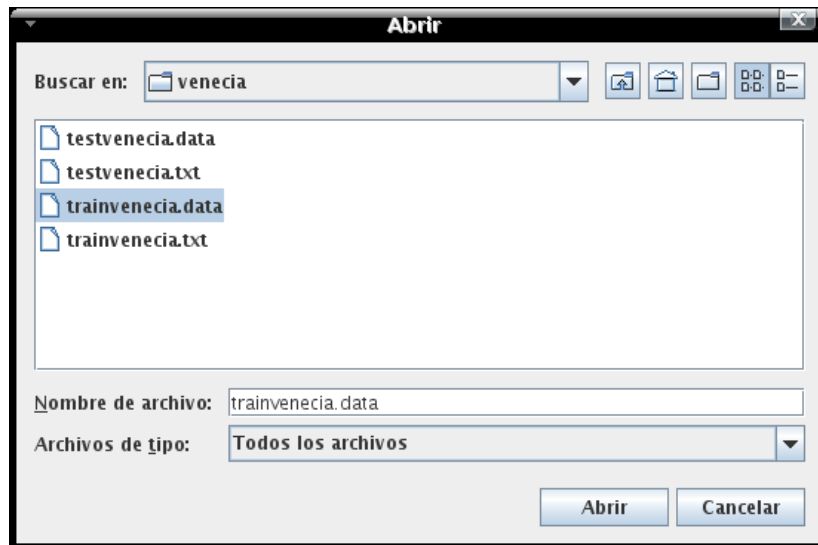 Abrir
Buscar en: venecia
testvenecia.data
testvenecia.txt
trainvenecia.data
trainvenecia.txt
Nombre de archivo: trainvenecia.data
Archivos de tipo: Todos los archivos
Abrir Cancelar